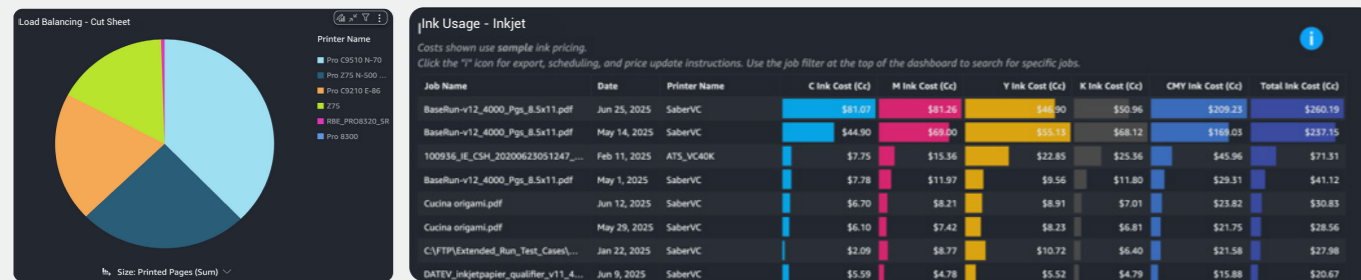 Load Balancing - Cut Sheet
Printer Name
Pro C9510 N-70
Pro Z75 N-500 ...
Pro C9210 E-86
Z75
RBE_PRO8320_SR
Pro 8300
Size: Printed Pages (Sum)
Ink Usage - Inkjet
Costs shown use sample ink pricing.
Click the "i" icon for export, scheduling, and price update instructions. Use the job filter at the top of the dashboard to search for specific jobs.
i
Job Name Date Printer Name C Ink Cost (Cc) M Ink Cost (Cc) Y Ink Cost (Cc) K Ink Cost (Cc) CMY Ink Cost (Cc) Total Ink Cost (Cc)
BaseRun-v12_4000_Pgs_8.5x11.pdf Jun 25, 2025 SaberVC $81.07 $81.26 $46.90 $50.96 $209.23 $260.19
BaseRun-v12_4000_Pgs_8.5x11.pdf May 14, 2025 SaberVC $44.90 $69.00 $55.13 $68.12 $169.03 $237.15
100936_IE_CSH_20200623051247_... Feb 11, 2025 ATS_VC40K $7.75 $15.36 $22.85 $25.36 $45.96 $71.31
BaseRun-v12_4000_Pgs_8.5x11.pdf May 1, 2025 SaberVC $7.78 $11.97 $9.56 $11.80 $29.31 $41.12
Cucina origami.pdf Jun 12, 2025 SaberVC $6.70 $8.21 $8.91 $7.01 $23.82 $30.83
Cucina origami.pdf May 29, 2025 SaberVC $6.10 $7.42 $8.23 $6.81 $21.75 $28.56
C:\FTP\Extended_Run_Test_Cases\... Jan 22, 2025 SaberVC $2.09 $8.77 $10.72 $6.40 $21.58 $27.98
DATEV_inkjetpapier_qualifier_v11_4... Jun 9, 2025 SaberVC $5.59 $4.78 $5.52 $4.79 $15.88 $20.67